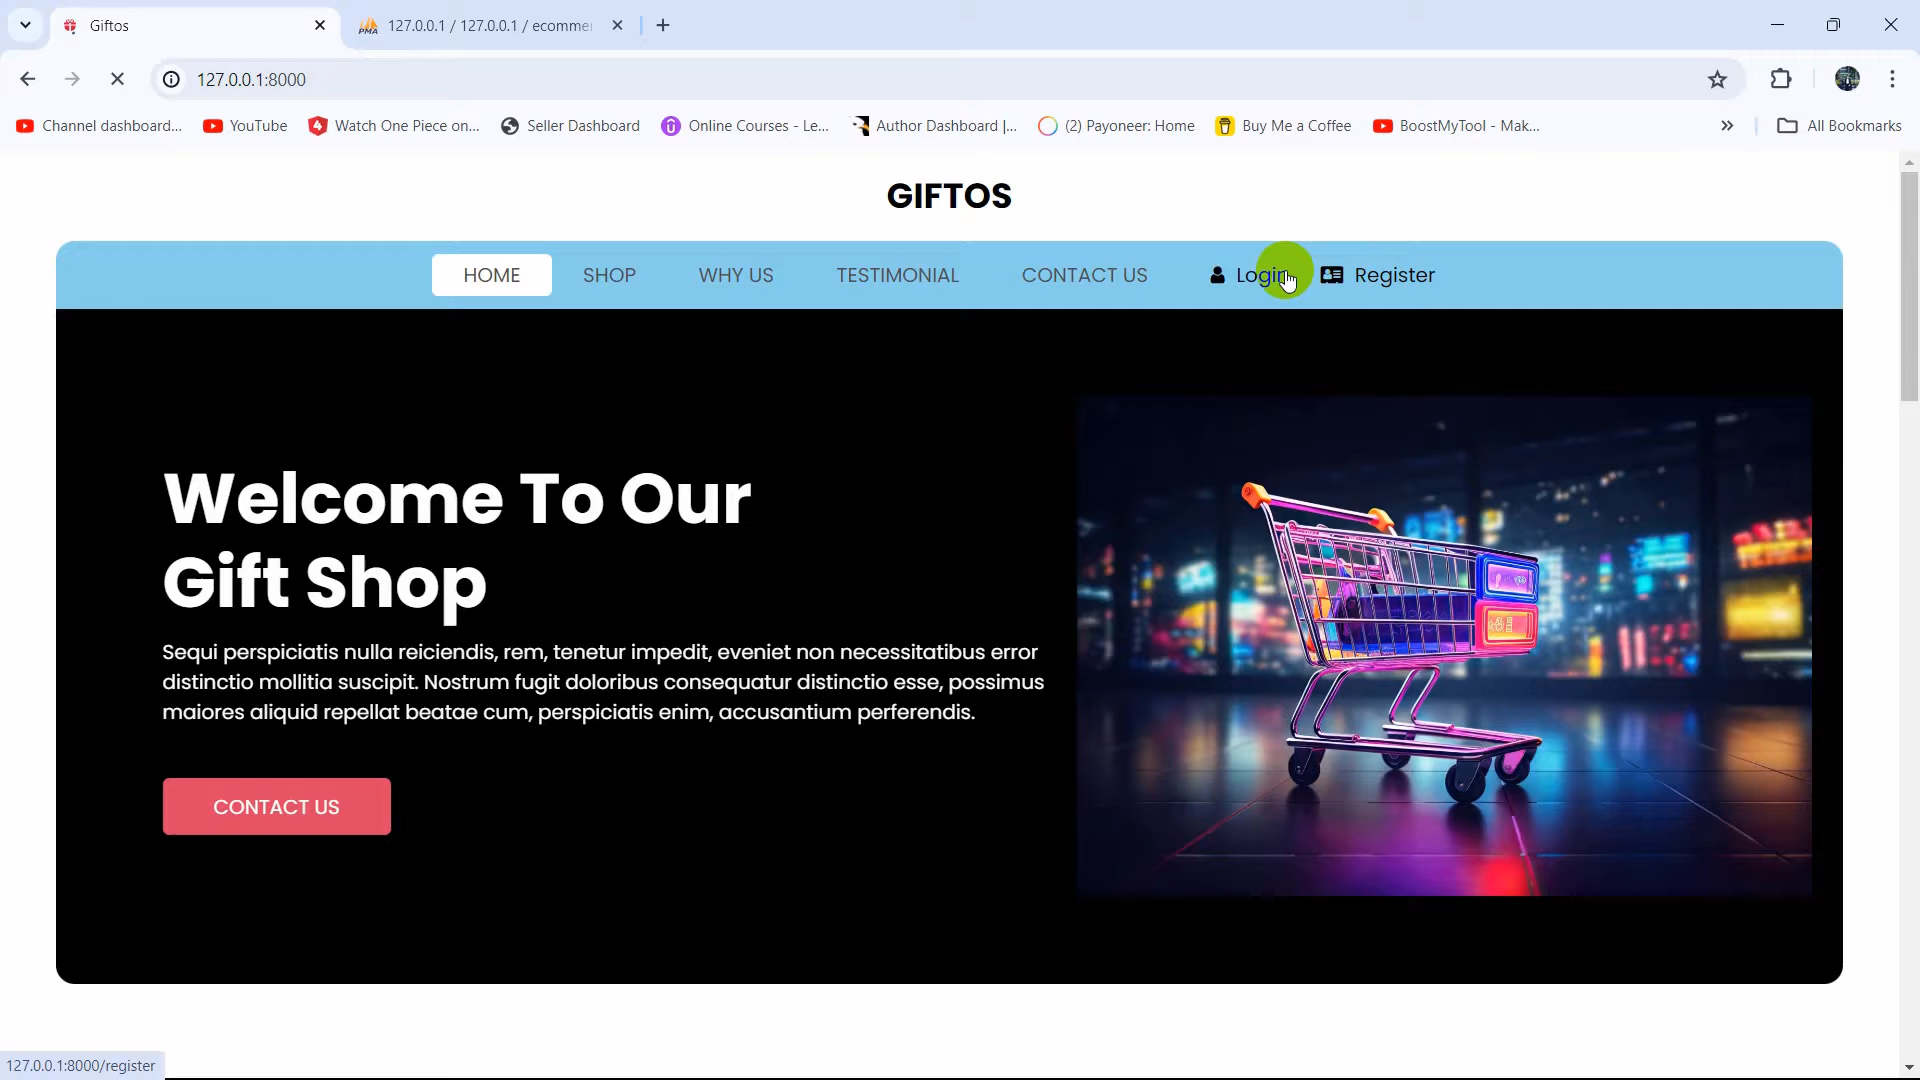 Giftos
127.0.0.1 / 127.0.0.1 / ecomme
127.0.0.1:8000
Channel dashboard... YouTube Watch One Piece on... Seller Dashboard Online Courses - Le... Author Dashboard |... (2) Payoneer: Home Buy Me a Coffee BoostMyTool - Mak... » All Bookmarks
GIFTOS
HOME SHOP WHY US TESTIMONIAL CONTACT US Login Register
Welcome To Our
Gift Shop
Sequi perspiciatis nulla reiciendis, rem, tenetur impedit, eveniet non necessitatibus error
distinctio mollitia suscipit. Nostrum fugit doloribus consequatur distinctio esse, possimus
maiores aliquid repellat beatae cum, perspiciatis enim, accusantium perferendis.
CONTACT US
127.0.0.1:8000/register